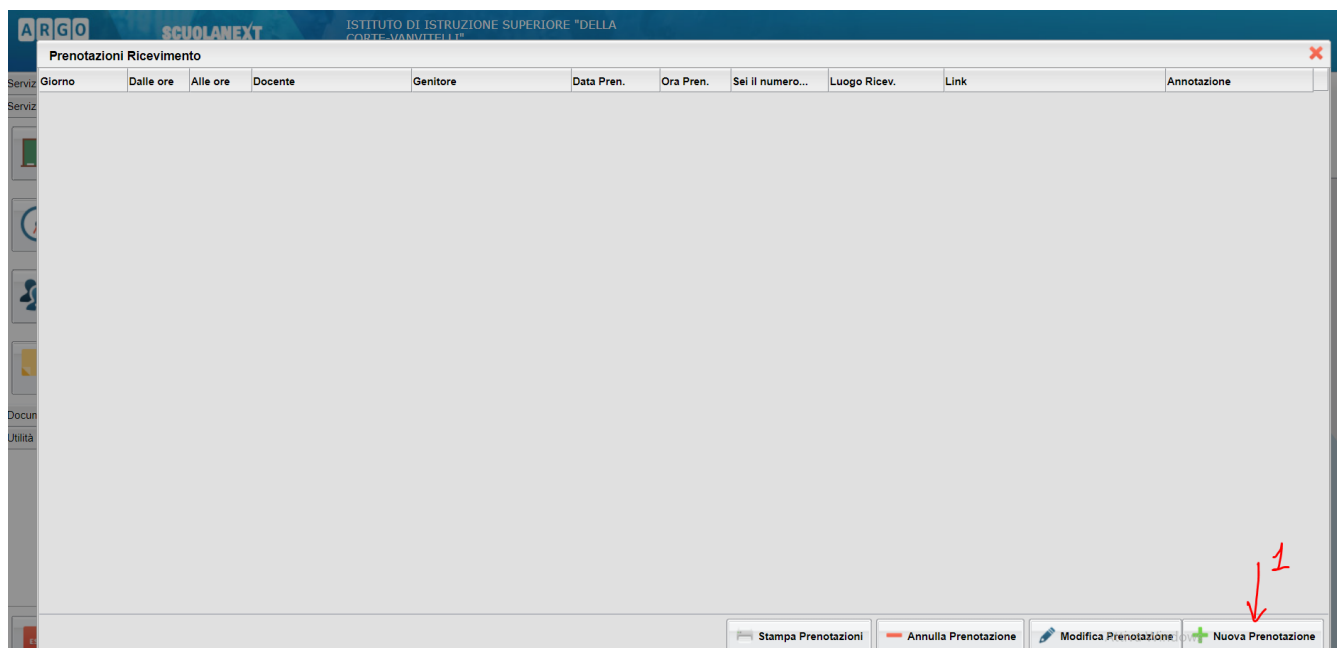 ARGO SCUOLANEXT ISTITUTO DI ISTRUZIONE SUPERIORE "DELLA
CORTE-VANVITELLI"
Prenotazioni Ricevimento
Serviz Giorno Dalle ore Alle ore Docente Genitore Data Pren. Ora Pren. Sei il numero... Luogo Ricev. Link Annotazione
Serviz
Docum
Utilità
1
Stampa Prenotazioni Annulla Prenotazione Modifica Prenotazione Nuova Prenotazione